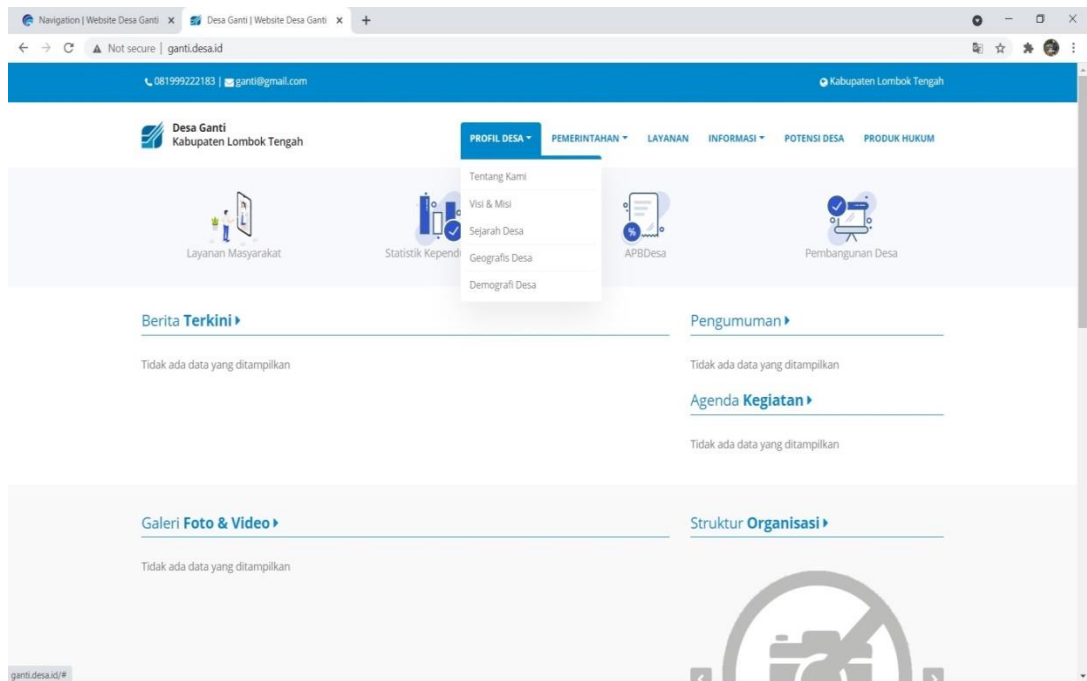 Navigation | Website Desa Ganti
Desa Ganti | Website Desa Ganti
Not secure | ganti.desa.id
081999222183 | ganti@gmail.com
Kabupaten Lombok Tengah
Desa Ganti
Kabupaten Lombok Tengah
PROFIL DESA
PEMERINTAHAN
LAYANAN
INFORMASI
POTENSI DESA
PRODUK HUKUM
Tentang Kami
Visi & Misi
Sejarah Desa
Geografis Desa
Demografi Desa
Layanan Masyarakat
Statistik
APBDesa
Pembangunan Desa
Berita Terkini
Tidak ada data yang ditampilkan
Pengumuman
Tidak ada data yang ditampilkan
Agenda Kegiatan
Tidak ada data yang ditampilkan
Galeri Foto & Video
Tidak ada data yang ditampilkan
Struktur Organisasi
ganti.desa.id/#